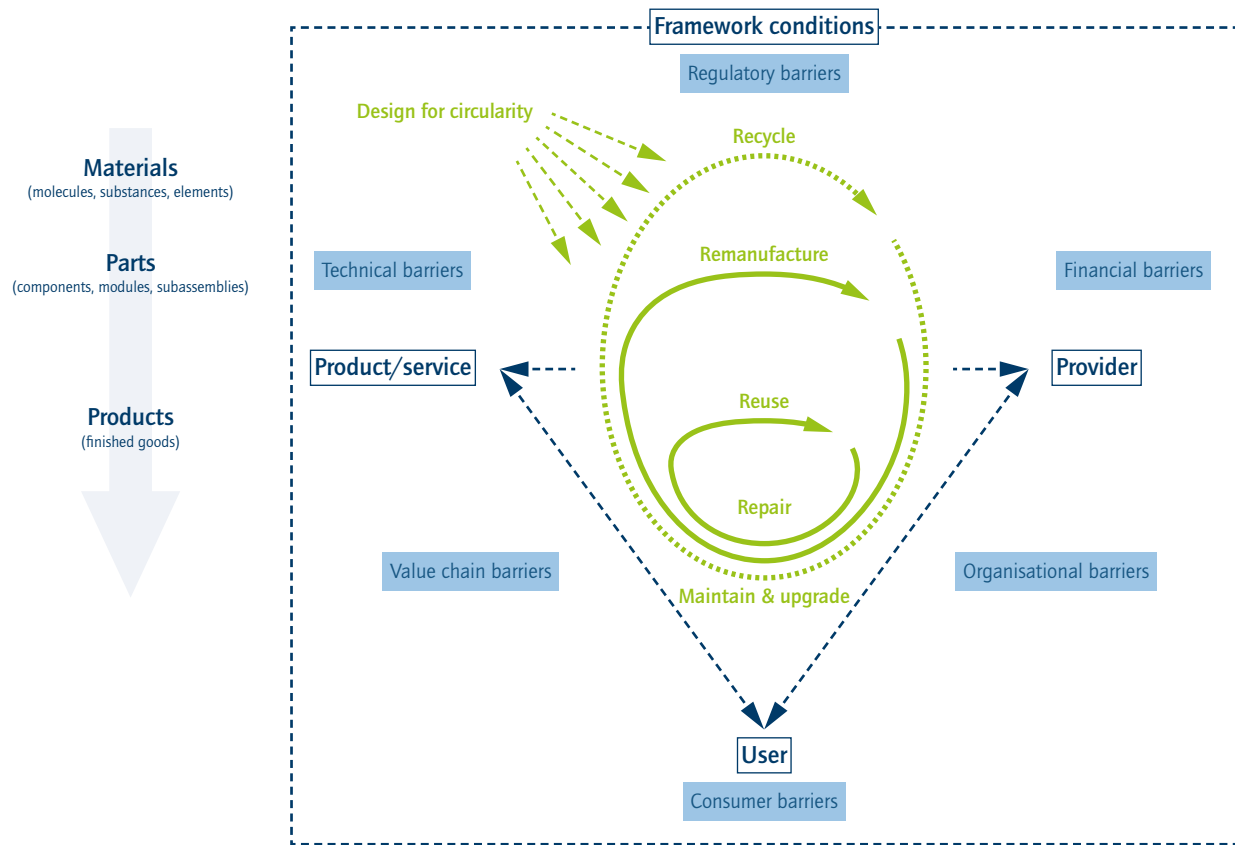 Framework conditions
Regulatory barriers
Design for circularity
Recycle
Materials
(molecules, substances, elements)
Remanufacture
Parts
(components, modules, subassemblies)
Technical barriers
Financial barriers
Product/service
Provider
Reuse
Products
(finished goods)
Repair
Value chain barriers
Organisational barriers
Maintain & upgrade
User
Consumer barriers